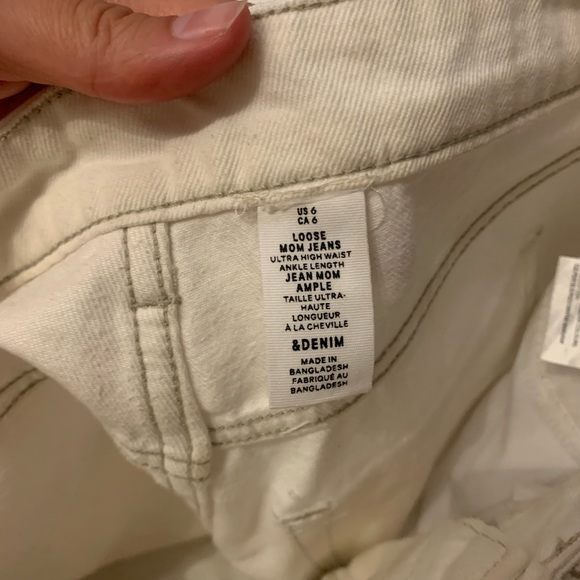 US 6
CA 6
LOOSE
MOM JEANS
ULTRA HIGH WAIST
ANKLE LENGTH
JEAN MOM
AMPLE
TAILLE ULTRA-
HAUTE
LONGUEUR
À LA CHEVILLE
&DENIM
MADE IN
BANGLADESH
FABRIQUÉ AU
BANGLADESH